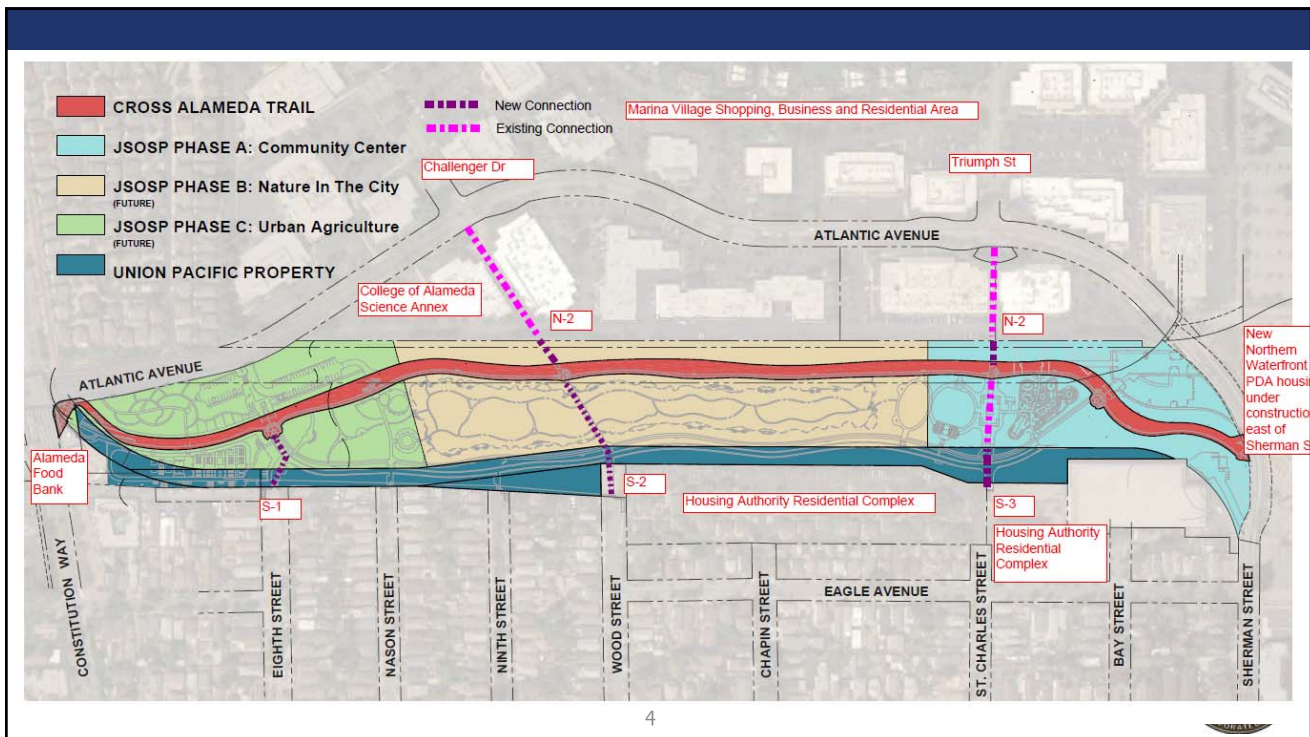 CROSS ALAMEDA TRAIL
JSOSP PHASE A: Community Center
JSOSP PHASE B: Nature In The City
(FUTURE)
JSOSP PHASE C: Urban Agriculture
(FUTURE)
UNION PACIFIC PROPERTY
New Connection
Existing Connection
Marina Village Shopping, Business and Residential Area
Challenger Dr
Triumph St
ATLANTIC AVENUE
College of Alameda
Science Annex
N-2
N-2
New
Northern
Waterfront
PDA housin
under
constructio
east of
Sherman S
ATLANTIC AVENUE
Alameda
Food
Bank
S-1
S-2
Housing Authority Residential Complex
S-3
Housing Authority
Residential
Complex
EAGLE AVENUE
CONSTITUTION WAY
EIGHTH STREET
NASON STREET
NINTH STREET
WOOD STREET
CHAPIN STREET
ST. CHARLES STREET
BAY STREET
SHERMAN STREET
4